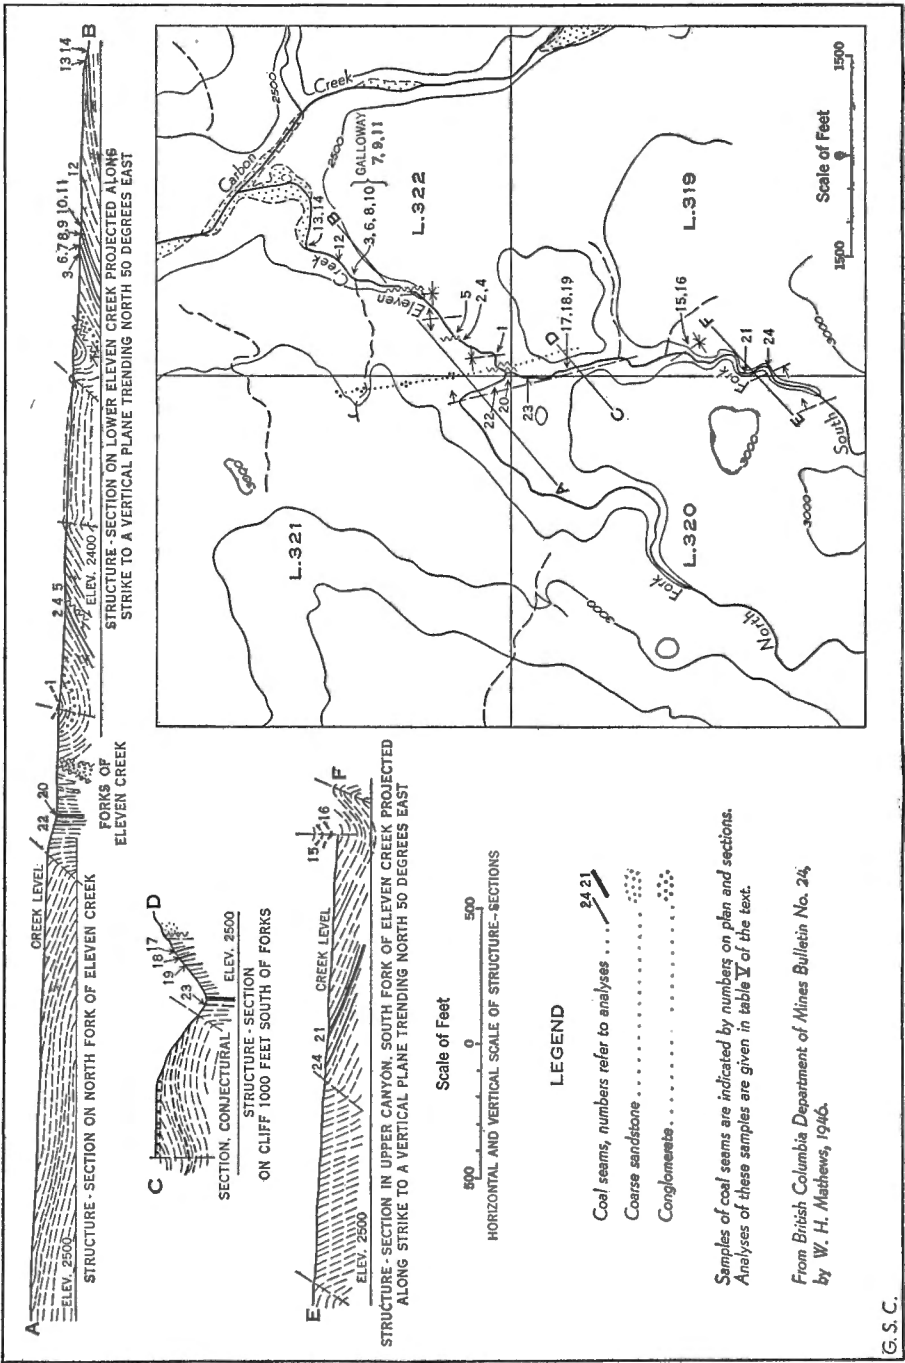 A
B
CREEK LEVEL
22
20
1
2 4 5
3, 6,7 8,9 10,11
12
13 14
ELEV. 2500
ELEV. 2400
STRUCTURE - SECTION ON NORTH FORK OF ELEVEN CREEK
FORKS OF
ELEVEN CREEK
STRUCTURE - SECTION ON LOWER ELEVEN CREEK PROJECTED ALONG
STRIKE TO A VERTICAL PLANE TRENDING NORTH 50 DEGREES EAST
C
D
23
19
18 17
ELEV. 2500
SECTION, CONJECTURAL
STRUCTURE - SECTION
ON CLIFF 1000 FEET SOUTH OF FORKS
E
F
24 21
CREEK LEVEL
15
16
ELEV. 2500
STRUCTURE - SECTION IN UPPER CANYON, SOUTH FORK OF ELEVEN CREEK PROJECTED
ALONG STRIKE TO A VERTICAL PLANE TRENDING NORTH 50 DEGREES EAST
Scale of Feet
500
0
500
HORIZONTAL AND VERTICAL SCALE OF STRUCTURE-SECTIONS
LEGEND
Coal seams, numbers refer to analyses . . . . 24 21
Coarse sandstone . . . . . . . . . . . . . .
Conglomerate . . . . . . . . . . . . . . . .
Samples of coal seams are indicated by numbers on plan and sections.
Analyses of these samples are given in table V of the text.
From British Columbia Department of Mines Bulletin No. 24,
by W. H. Mathews, 1946.
G. S. C.
2500
Carbon
Creek
2500
13,14
B
12
3, 6, 8, 10
7, 9, 11
GALLOWAY
Creek
Eleven
L.322
L.321
3000
5
2, 4
1
22
20
23
17,18,19
D
C
A
L.319
L.320
15,16
F
21
24
Fork
E
South
3000
3000
3000
3000
North
Fork
Scale of Feet
1500
0
1500